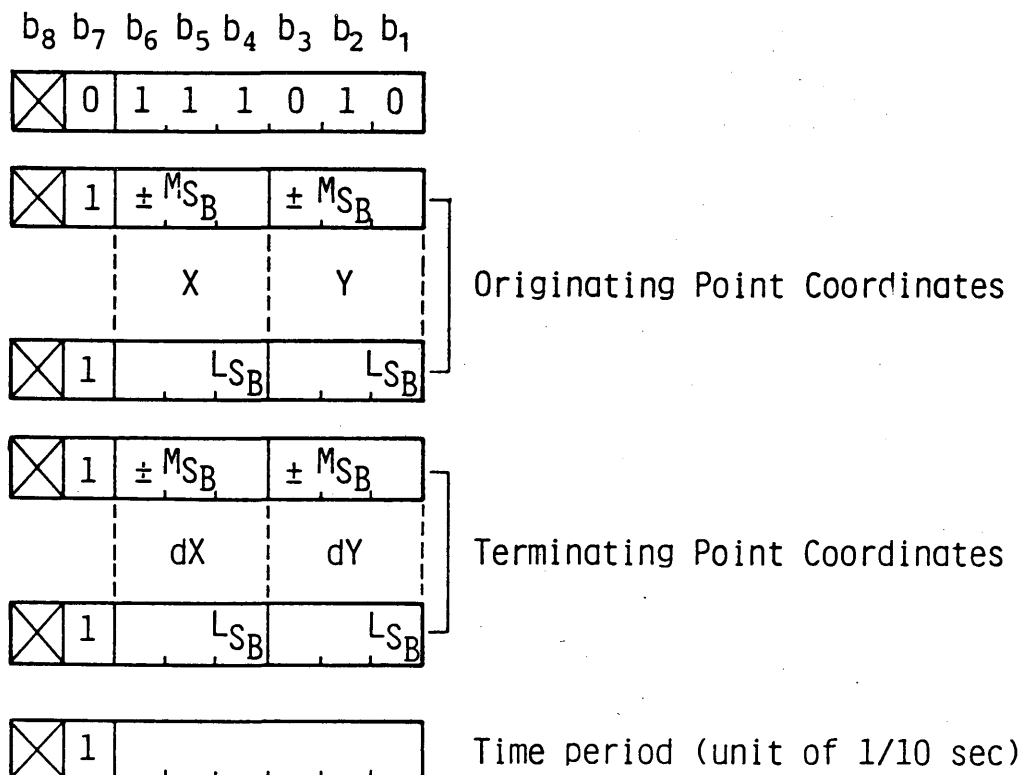 b8 b7 b6 b5 b4 b3 b2 b1
0 1 1 1 0 1 0
1 ± MSB ± MSB
X Y Originating Point Coordinates
1 LSB LSB
1 ± MSB ± MSB
dX dY Terminating Point Coordinates
1 LSB LSB
1 Time period (unit of 1/10 sec)